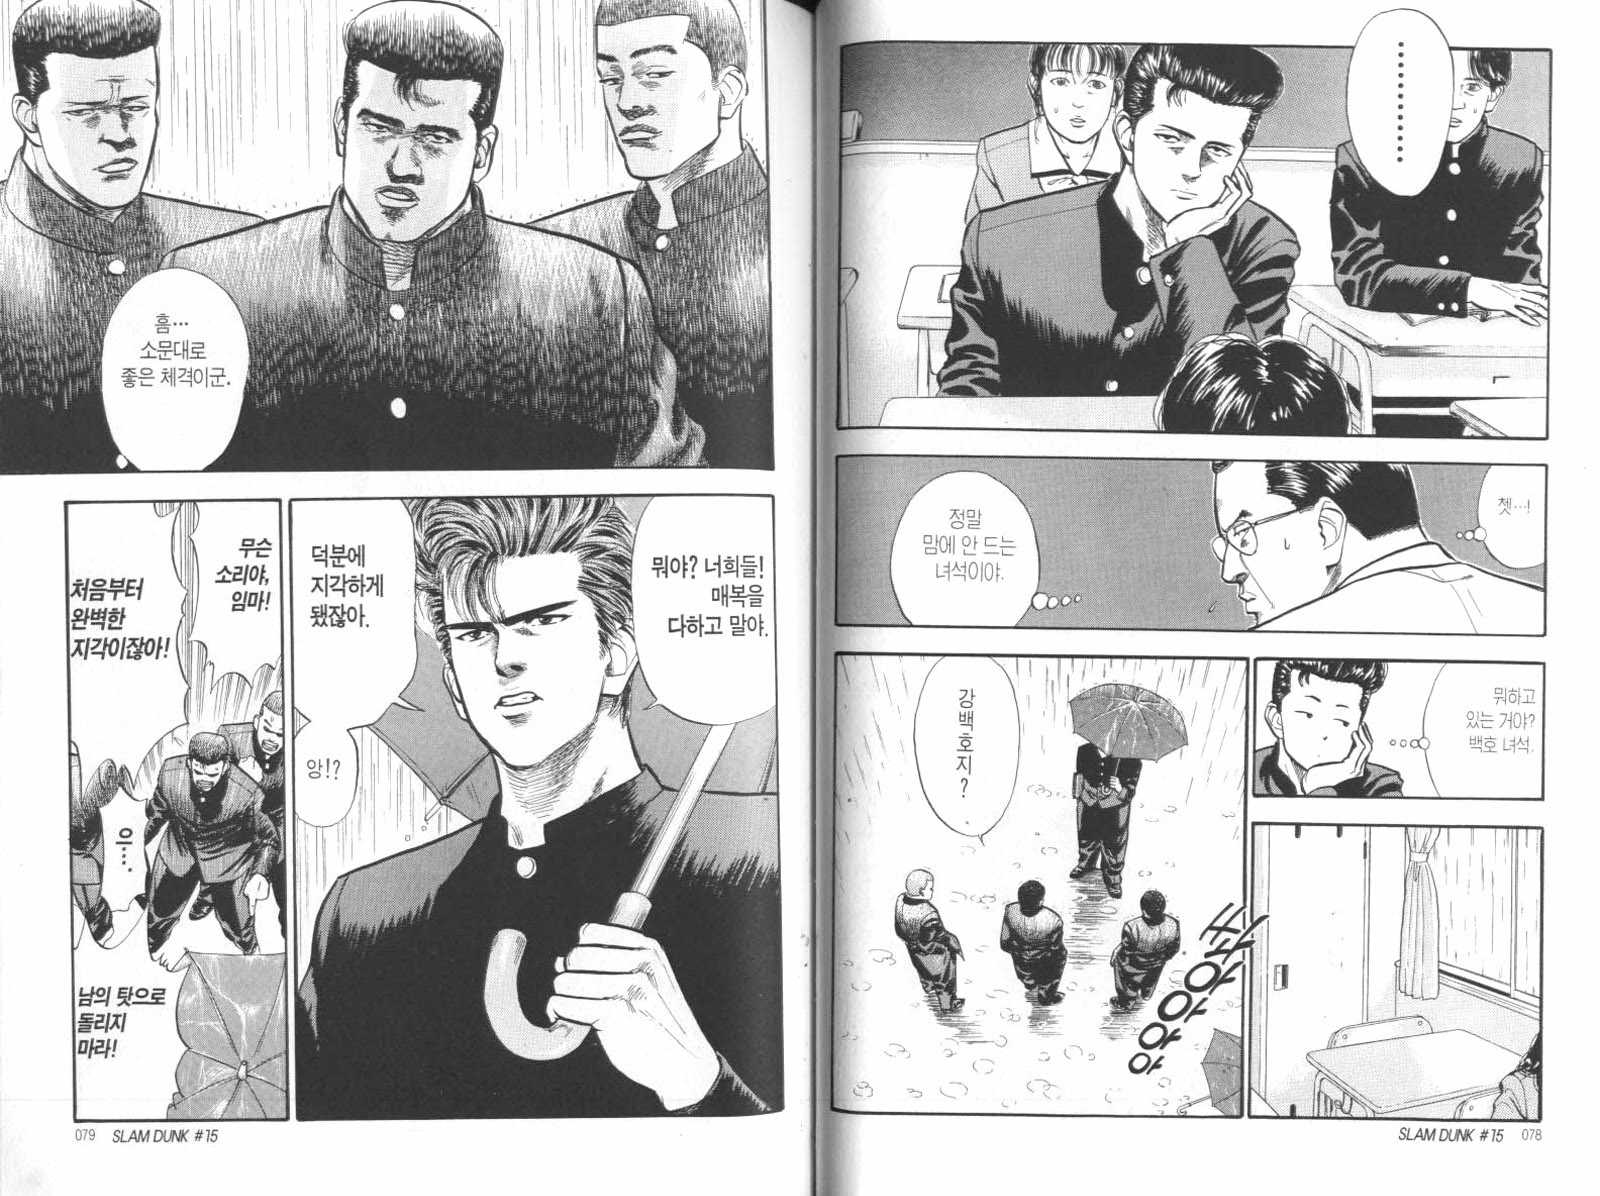 ………
쳇…!
정말
맘에 안 드는
녀석이야.
뭐하고
있는 거야?
백호 녀석.
강백호지?
쏴아아아아
SLAM DUNK #15 078
흠…
소문대로
좋은 체격이군.
뭐야? 너희들!
매복을
다하고 말야.
덕분에
지각하게
됐잖아.
앙!?
무슨
소리야,
임마!
처음부터
완벽한
지각이잖아!
으…
남의 탓으로
돌리지
마라!
079 SLAM DUNK #15